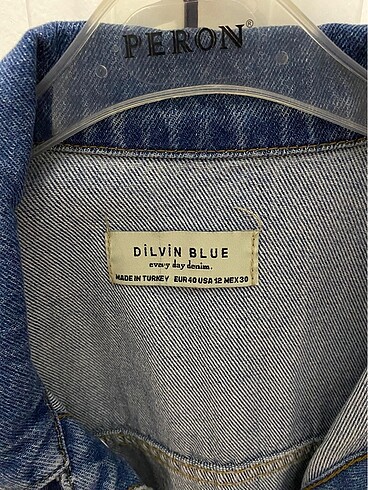 PERON®
DİLVİN BLUE
every day denim.
MADE IN TURKEY EUR 40 USA 12 MEX 30